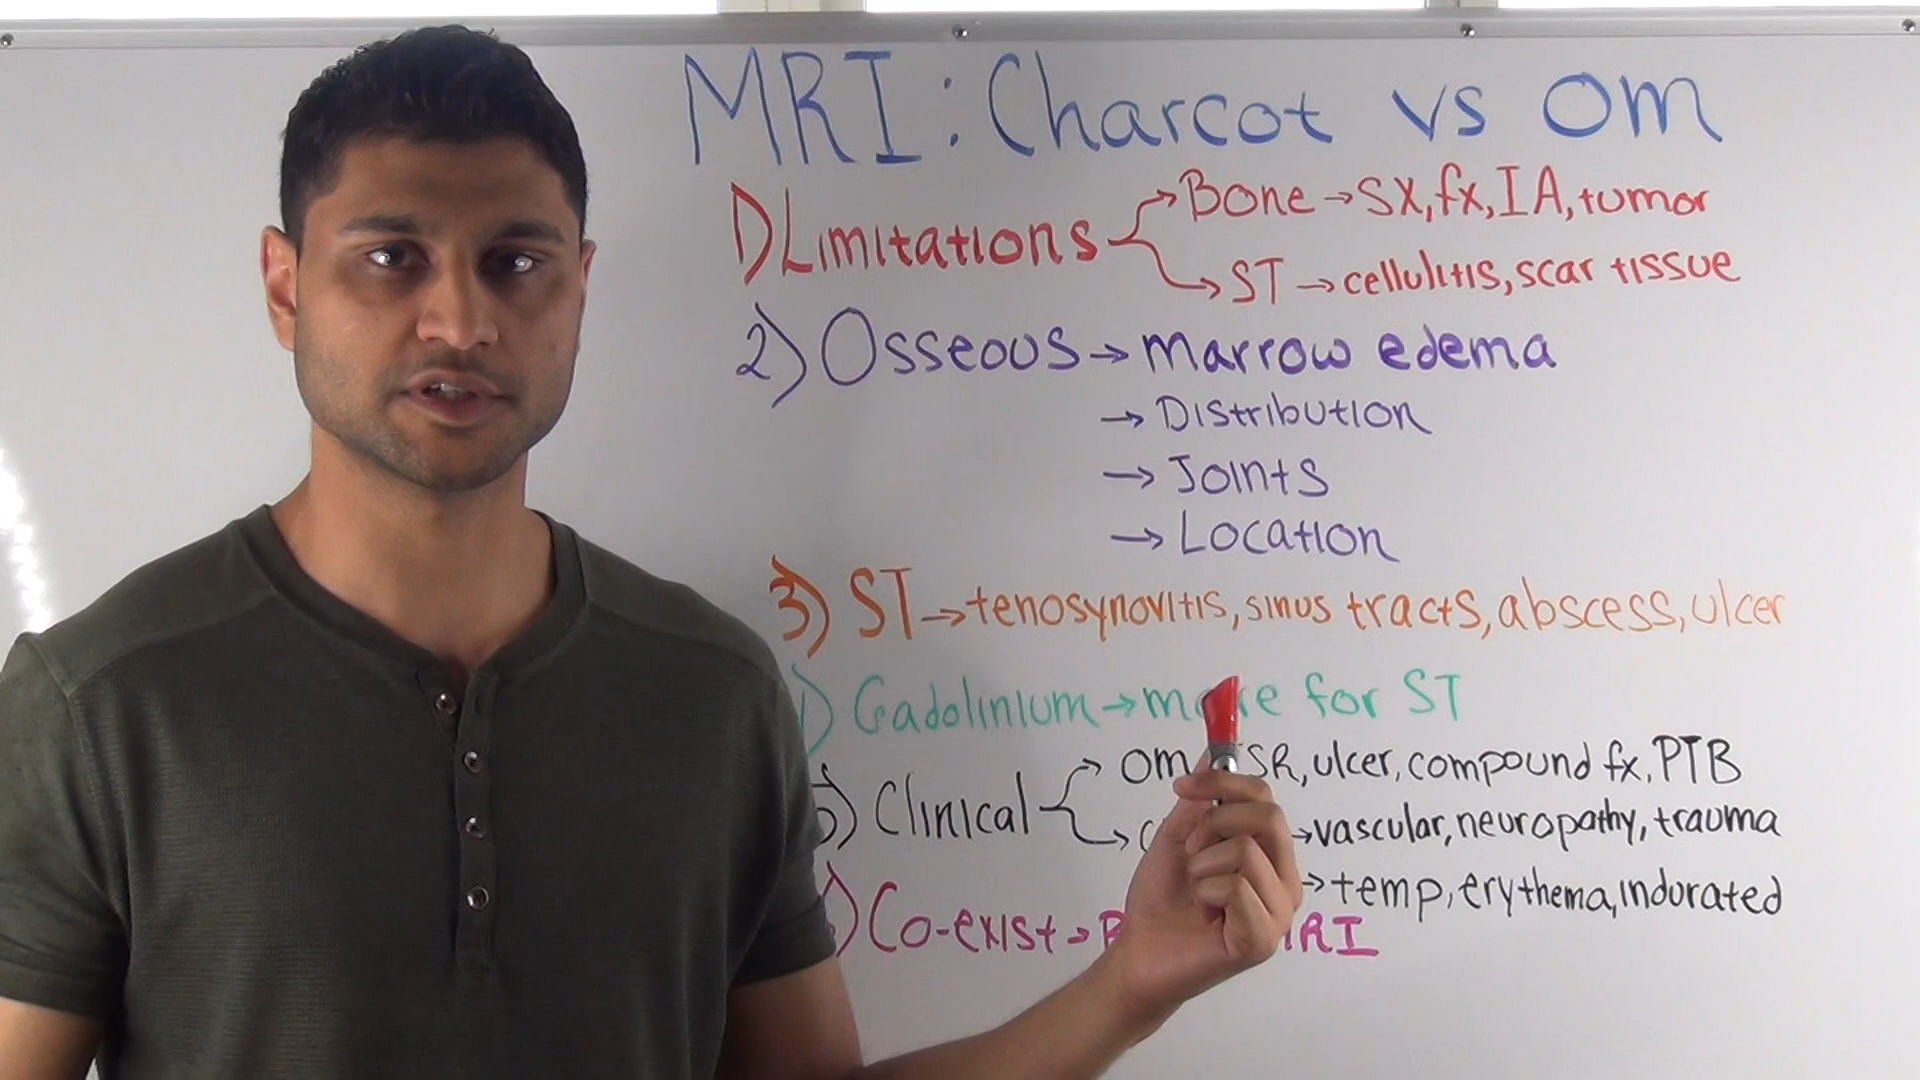 MRI: Charcot vs OM
1) Limitations → Bone → SX, fx, IA, tumor
→ ST → cellulitis, scar tissue
2) Osseous → marrow edema
→ Distribution
→ Joints
→ Location
3) ST → tenosynovitis, sinus tracts, abscess, ulcer
) Gadolinium → more for ST
) Clinical → OM ulcer, compound fx, PTB
→ vascular, neuropathy, trauma
→ temp, erythema, indurated
) Co-exist → MRI